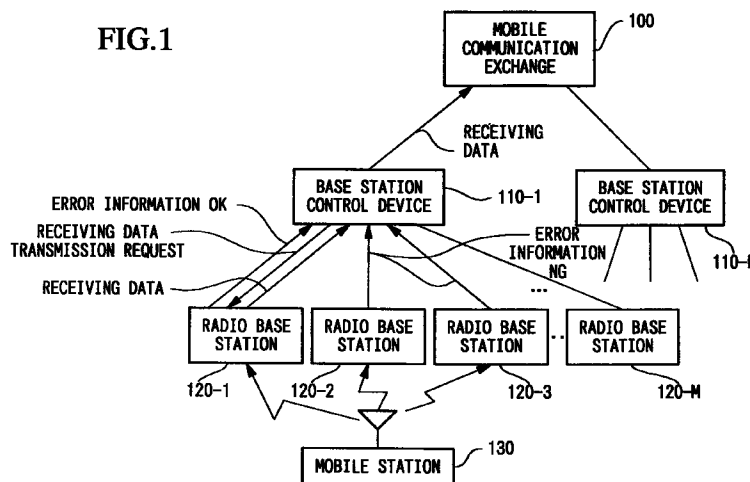 FIG.1
MOBILE
COMMUNICATION
EXCHANGE
100
RECEIVING
DATA
BASE STATION
CONTROL DEVICE
110-1
BASE STATION
CONTROL DEVICE
ERROR INFORMATION OK
RECEIVING DATA
TRANSMISSION REQUEST
RECEIVING DATA
ERROR
INFORMATION
NG
...
RADIO BASE
STATION
120-1
RADIO BASE
STATION
120-2
RADIO BASE
STATION
120-3
..
RADIO BASE
STATION
120-M
MOBILE STATION
130